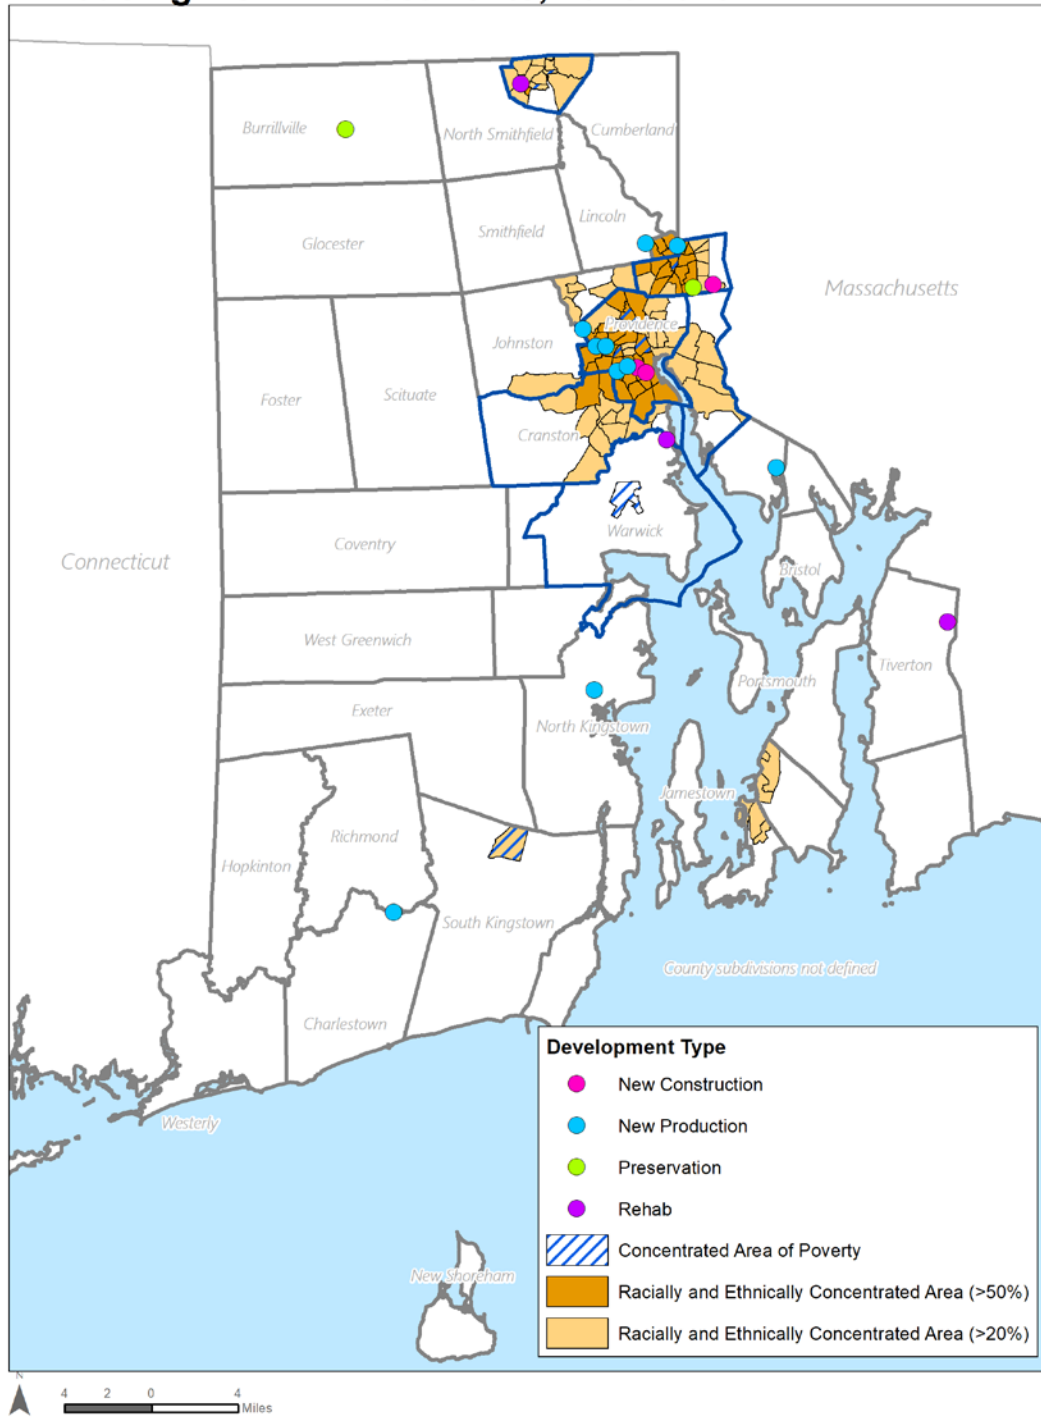 Burrillville
North Smithfield
Cumberland
Lincoln
Smithfield
Glocester
Massachusetts
Providence
Johnston
Foster
Scituate
Cranston
Warwick
Connecticut
Coventry
Bristol
West Greenwich
Tiverton
Portsmouth
Exeter
North Kingstown
Jamestown
Richmond
Hopkinton
South Kingstown
County subdivisions not defined
Charlestown
Westerly
New Shoreham
Development Type
New Construction
New Production
Preservation
Rehab
Concentrated Area of Poverty
Racially and Ethnically Concentrated Area (>50%)
Racially and Ethnically Concentrated Area (>20%)
N
4 2 0 4
Miles